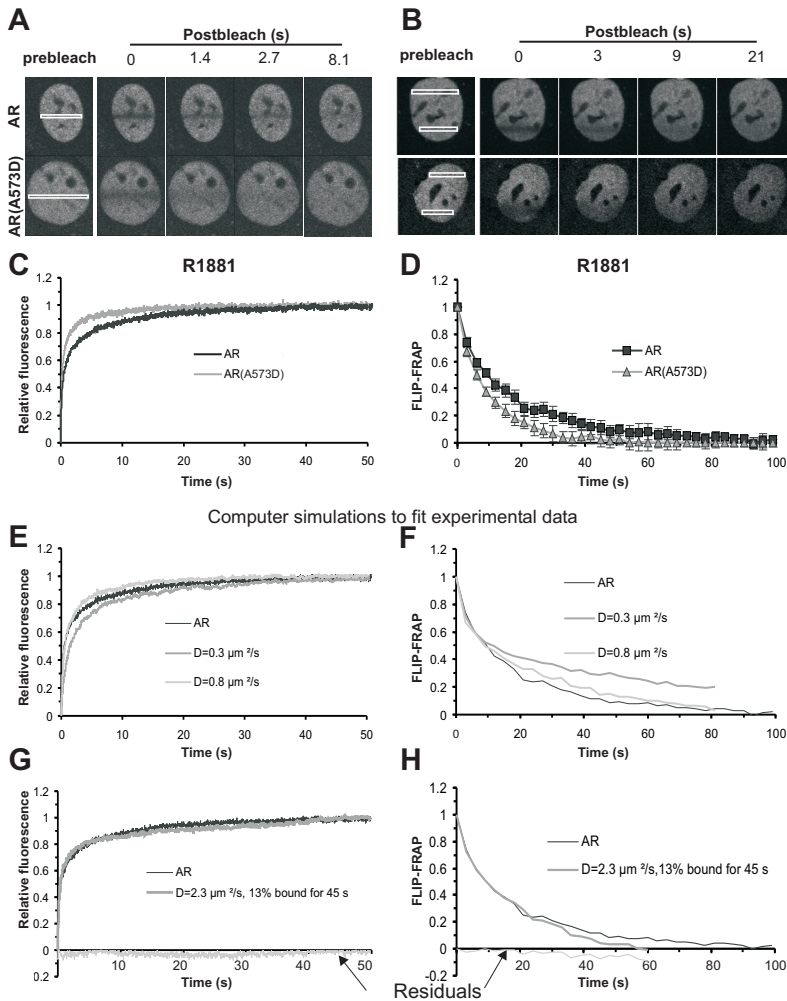 A
Postbleach (s)
prebleach 0 1.4 2.7 8.1
AR
AR(A573D)
B
Postbleach (s)
prebleach 0 3 9 21
C
R1881
Relative fluorescence
1.2
1
0.8
0.6
0.4
0.2
0
0 10 20 30 40 50
Time (s)
AR
AR(A573D)
D
R1881
FLIP-FRAP
1.2
1
0.8
0.6
0.4
0.2
0
0 20 40 60 80 100
Time (s)
AR
AR(A573D)
Computer simulations to fit experimental data
E
Relative fluorescence
1.2
1
0.8
0.6
0.4
0.2
0
0 10 20 30 40 50
Time (s)
AR
D=0.3 µm ²/s
D=0.8 µm ²/s
F
FLIP-FRAP
1.2
1
0.8
0.6
0.4
0.2
0
0 20 40 60 80 100
Time (s)
AR
D=0.3 µm ²/s
D=0.8 µm ²/s
G
Relative fluorescence
1.2
1
0.8
0.6
0.4
0.2
0
0.2
10 20 30 40 50
Time (s)
AR
D=2.3 µm ²/s, 13% bound for 45 s
H
FLIP-FRAP
1.2
1
0.8
0.6
0.4
0.2
0
-0.2
0 20 40 60 80 100
Time (s)
AR
D=2.3 µm ²/s,13% bound for 45 s
Residuals